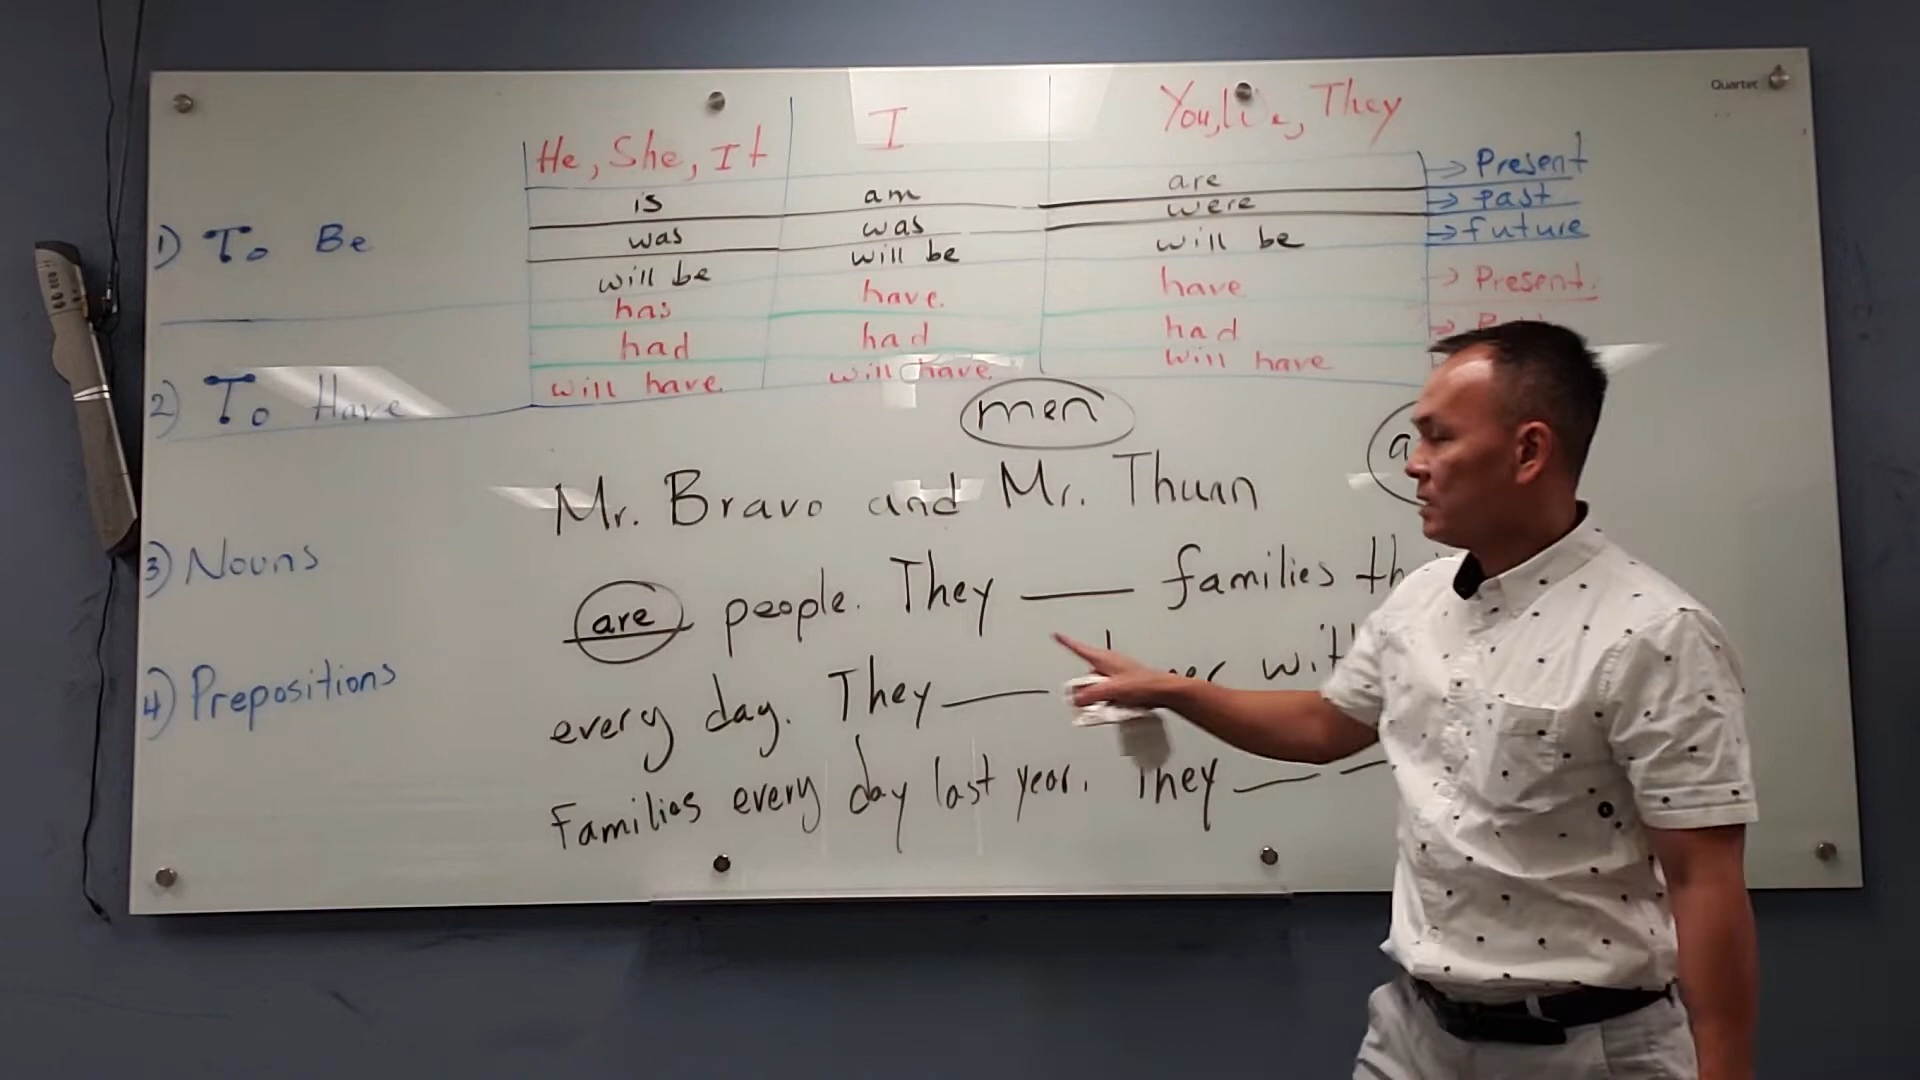 Quartet
He, She, It I You, They
is am are → Present
was was were → past
1) To Be will be will be will be → future
has have. have → Present.
had had had →
2) To Have will have. will have. will have
men
Mr. Bravo and Mr. Thuan
3) Nouns
are people. They ___ families
4) Prepositions
every day. They ___
Families every day last year. They ___ ___